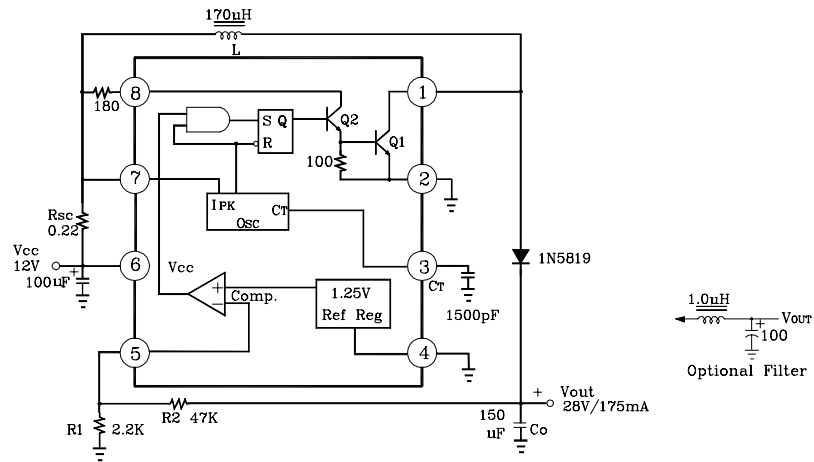 170uH
L
8
1
180
S Q
R
Q2
Q1
100
7
2
IPK
CT
Osc
Rsc
0.22
Vcc
12V
100uF
+
6
3
CT
1500pF
1N5819
Vcc
+
−
Comp.
1.25V
Ref Reg
5
4
1.0uH
VOUT
+
100
Optional Filter
R2 47K
R1 2.2K
+
Vout
28V/175mA
150
uF
Co